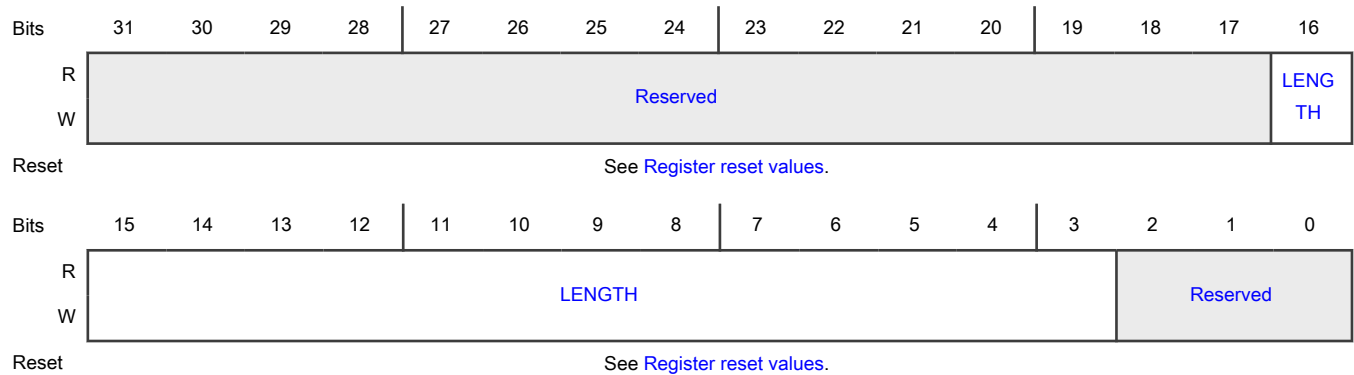 Bits 31 30 29 28 27 26 25 24 23 22 21 20 19 18 17 16
R
Reserved
LENG
TH
W
Reset See Register reset values.
Bits 15 14 13 12 11 10 9 8 7 6 5 4 3 2 1 0
R
LENGTH Reserved
W
Reset See Register reset values.